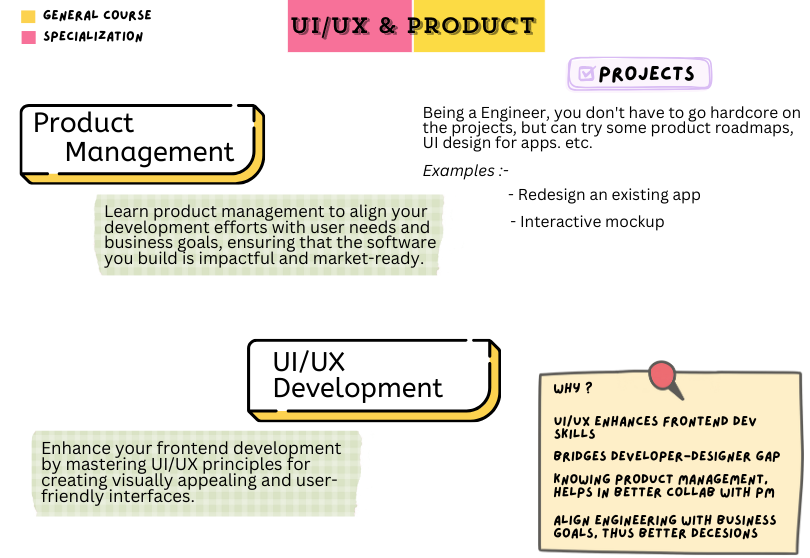 GENERAL COURSE
SPECIALIZATION
UI/UX & PRODUCT
PROJECTS
Being a Engineer, you don't have to go hardcore on
the projects, but can try some product roadmaps,
UI design for apps. etc.
Examples :-
- Redesign an existing app
- Interactive mockup
Product
Management
Learn product management to align your
development efforts with user needs and
business goals, ensuring that the software
you build is impactful and market-ready.
UI/UX
Development
Enhance your frontend development
by mastering UI/UX principles for
creating visually appealing and user-
friendly interfaces.
WHY ?
UI/UX ENHANCES FRONTEND DEV
SKILLS
BRIDGES DEVELOPER-DESIGNER GAP
KNOWING PRODUCT MANAGEMENT,
HELPS IN BETTER COLLAB WITH PM
ALIGN ENGINEERING WITH BUSINESS
GOALS, THUS BETTER DECESIONS